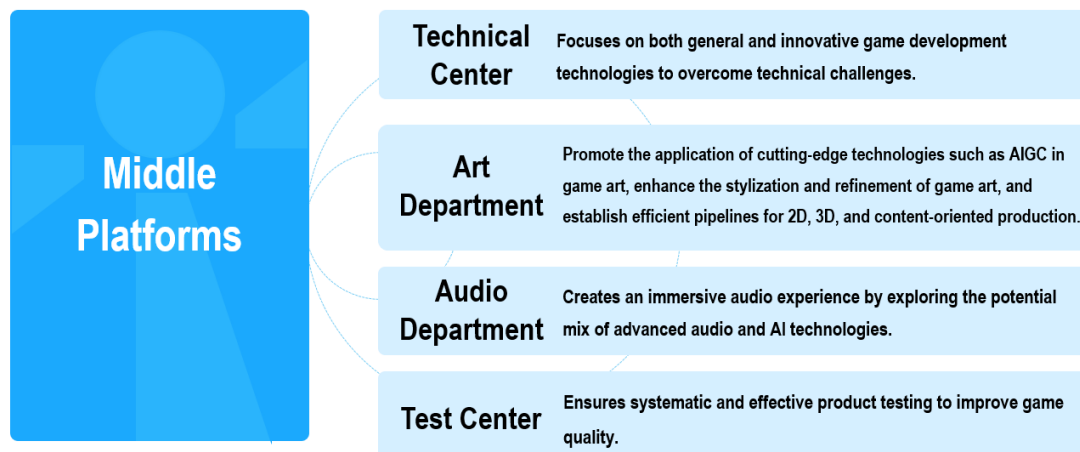 Middle
Platforms
Technical
Center
Focuses on both general and innovative game development
technologies to overcome technical challenges.
Art
Department
Promote the application of cutting-edge technologies such as AIGC in
game art, enhance the stylization and refinement of game art, and
establish efficient pipelines for 2D, 3D, and content-oriented production.
Audio
Department
Creates an immersive audio experience by exploring the potential
mix of advanced audio and AI technologies.
Test Center
Ensures systematic and effective product testing to improve game
quality.